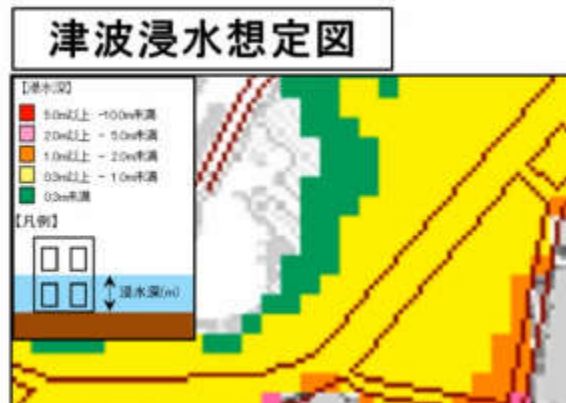 津波浸水想定図
【浸水深】
5.0m以上 -10.0m未満
2.0m以上 - 5.0m未満
1.0m以上 - 2.0m未満
0.3m以上 - 1.0m未満
0.3m未満
【凡例】
浸水深(m)